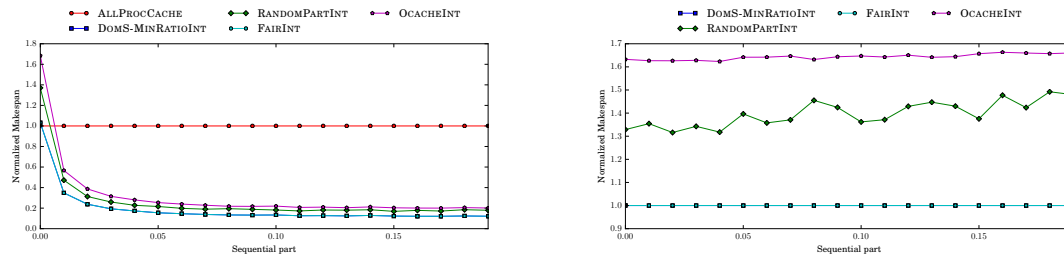 ALLPROCCACHE RANDOMPARTINT OCACHEINT
DOMS-MINRATIOINT FAIRINT
1.8
1.6
1.4
1.2
1.0
0.8
0.6
0.4
0.2
0.0
Normalized Makespan
0.00 0.05 0.10 0.15
Sequential part
DOMS-MINRATIOINT FAIRINT OCACHEINT
RANDOMPARTINT
1.7
1.6
1.5
1.4
1.3
1.2
1.1
1.0
0.9
Normalized Makespan
0.00 0.05 0.10 0.15
Sequential part